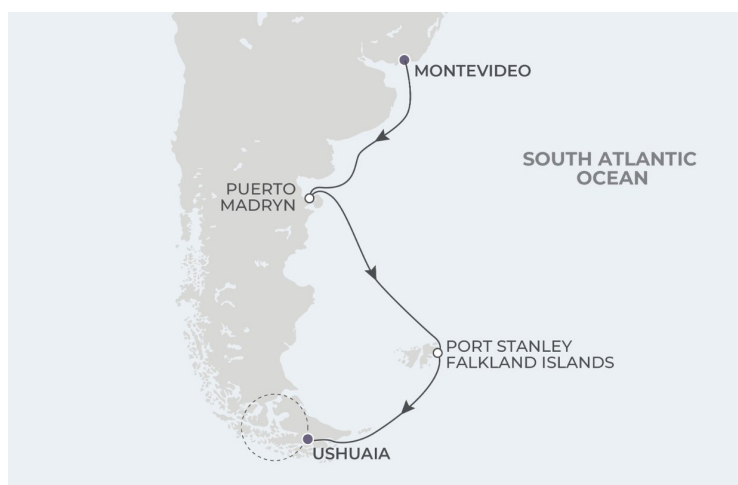 MONTEVIDEO
SOUTH ATLANTIC
OCEAN
PUERTO
MADRYN
PORT STANLEY
FALKLAND ISLANDS
USHUAIA